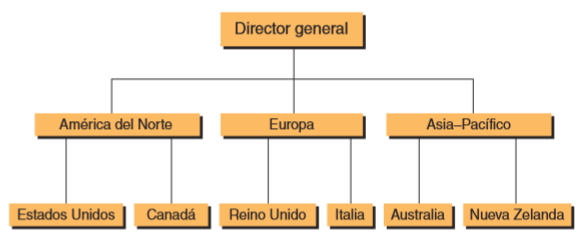 Director general
América del Norte
Europa
Asia–Pacífico
Estados Unidos
Canadá
Reino Unido
Italia
Australia
Nueva Zelanda